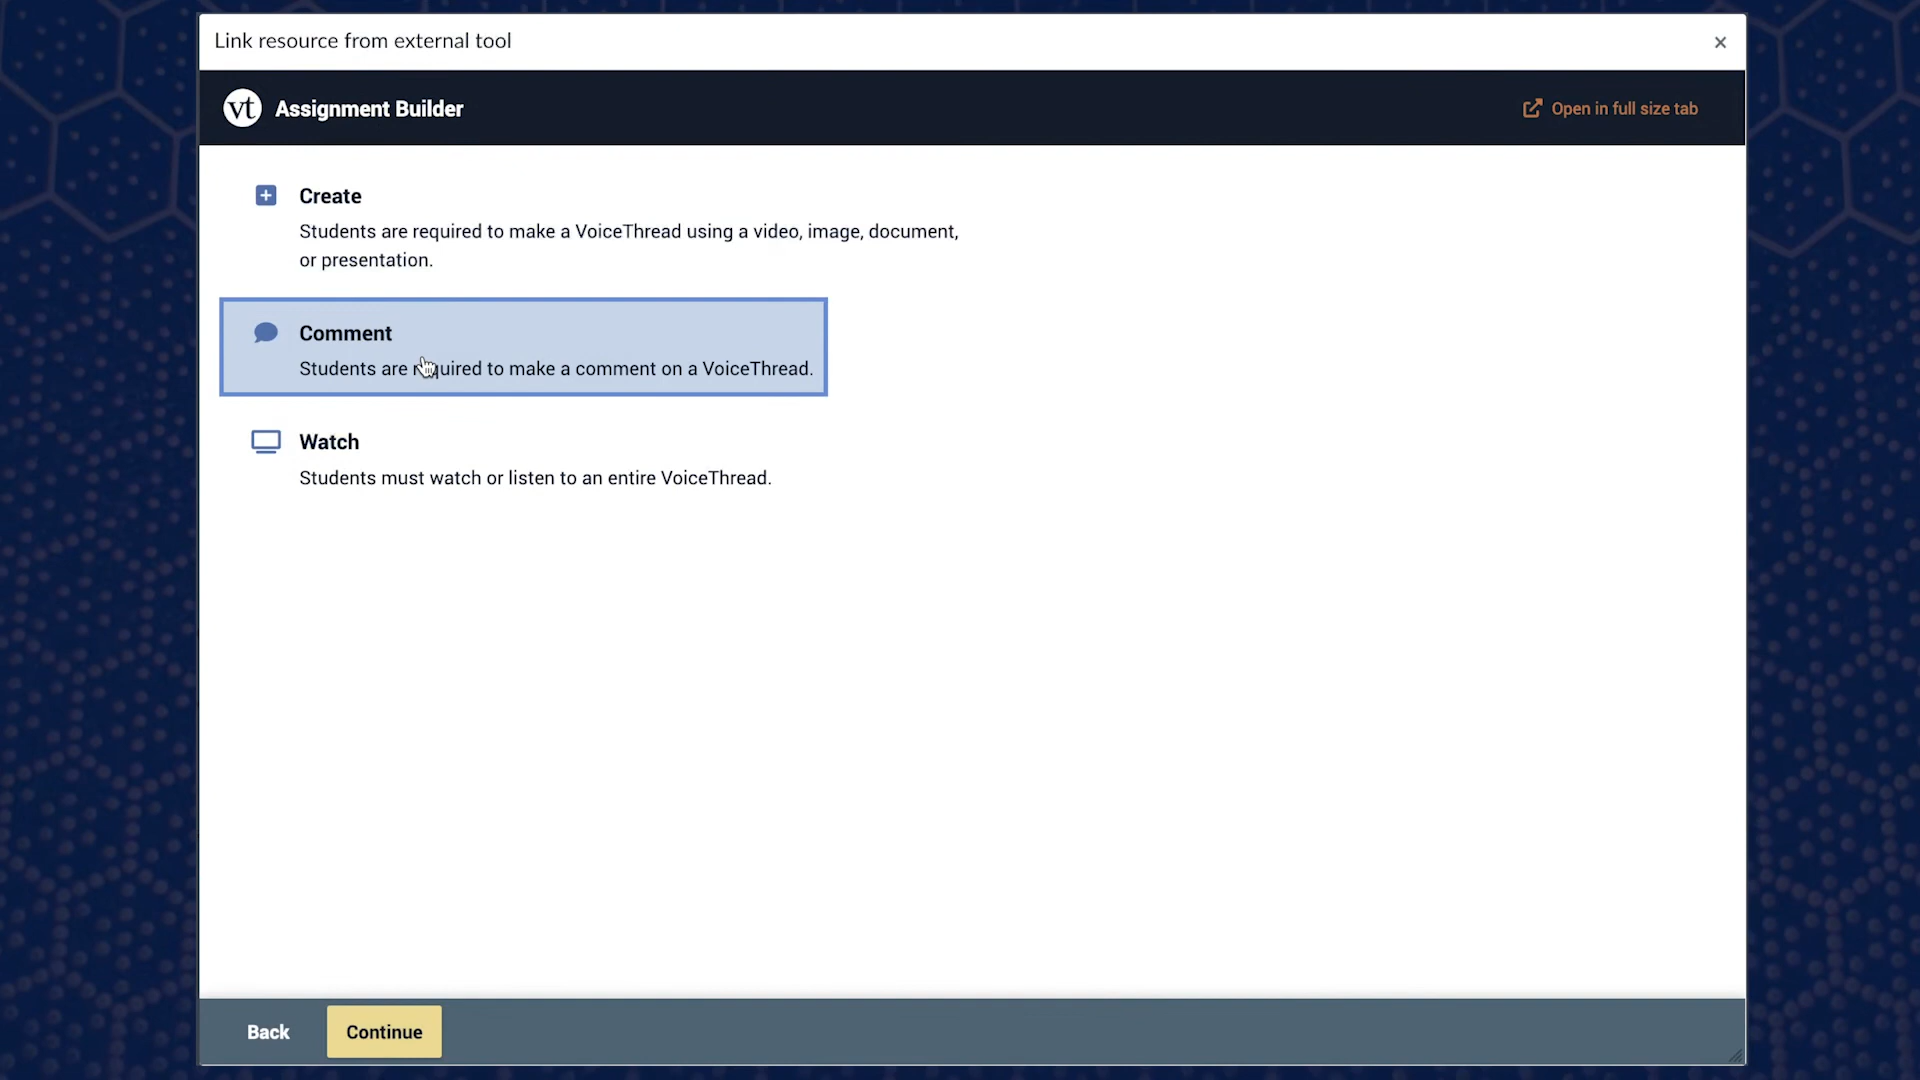 Link resource from external tool
×
vt Assignment Builder
Open in full size tab
Create
Students are required to make a VoiceThread using a video, image, document,
or presentation.
Comment
Students are required to make a comment on a VoiceThread.
Watch
Students must watch or listen to an entire VoiceThread.
Back
Continue